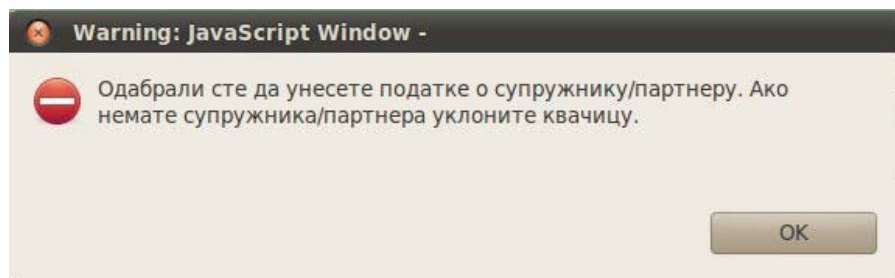 Warning: JavaScript Window -
Одабрали сте да унесете податке о супружнику/партнеру. Ако
немате супружника/партнера уклоните квачицу.
OK